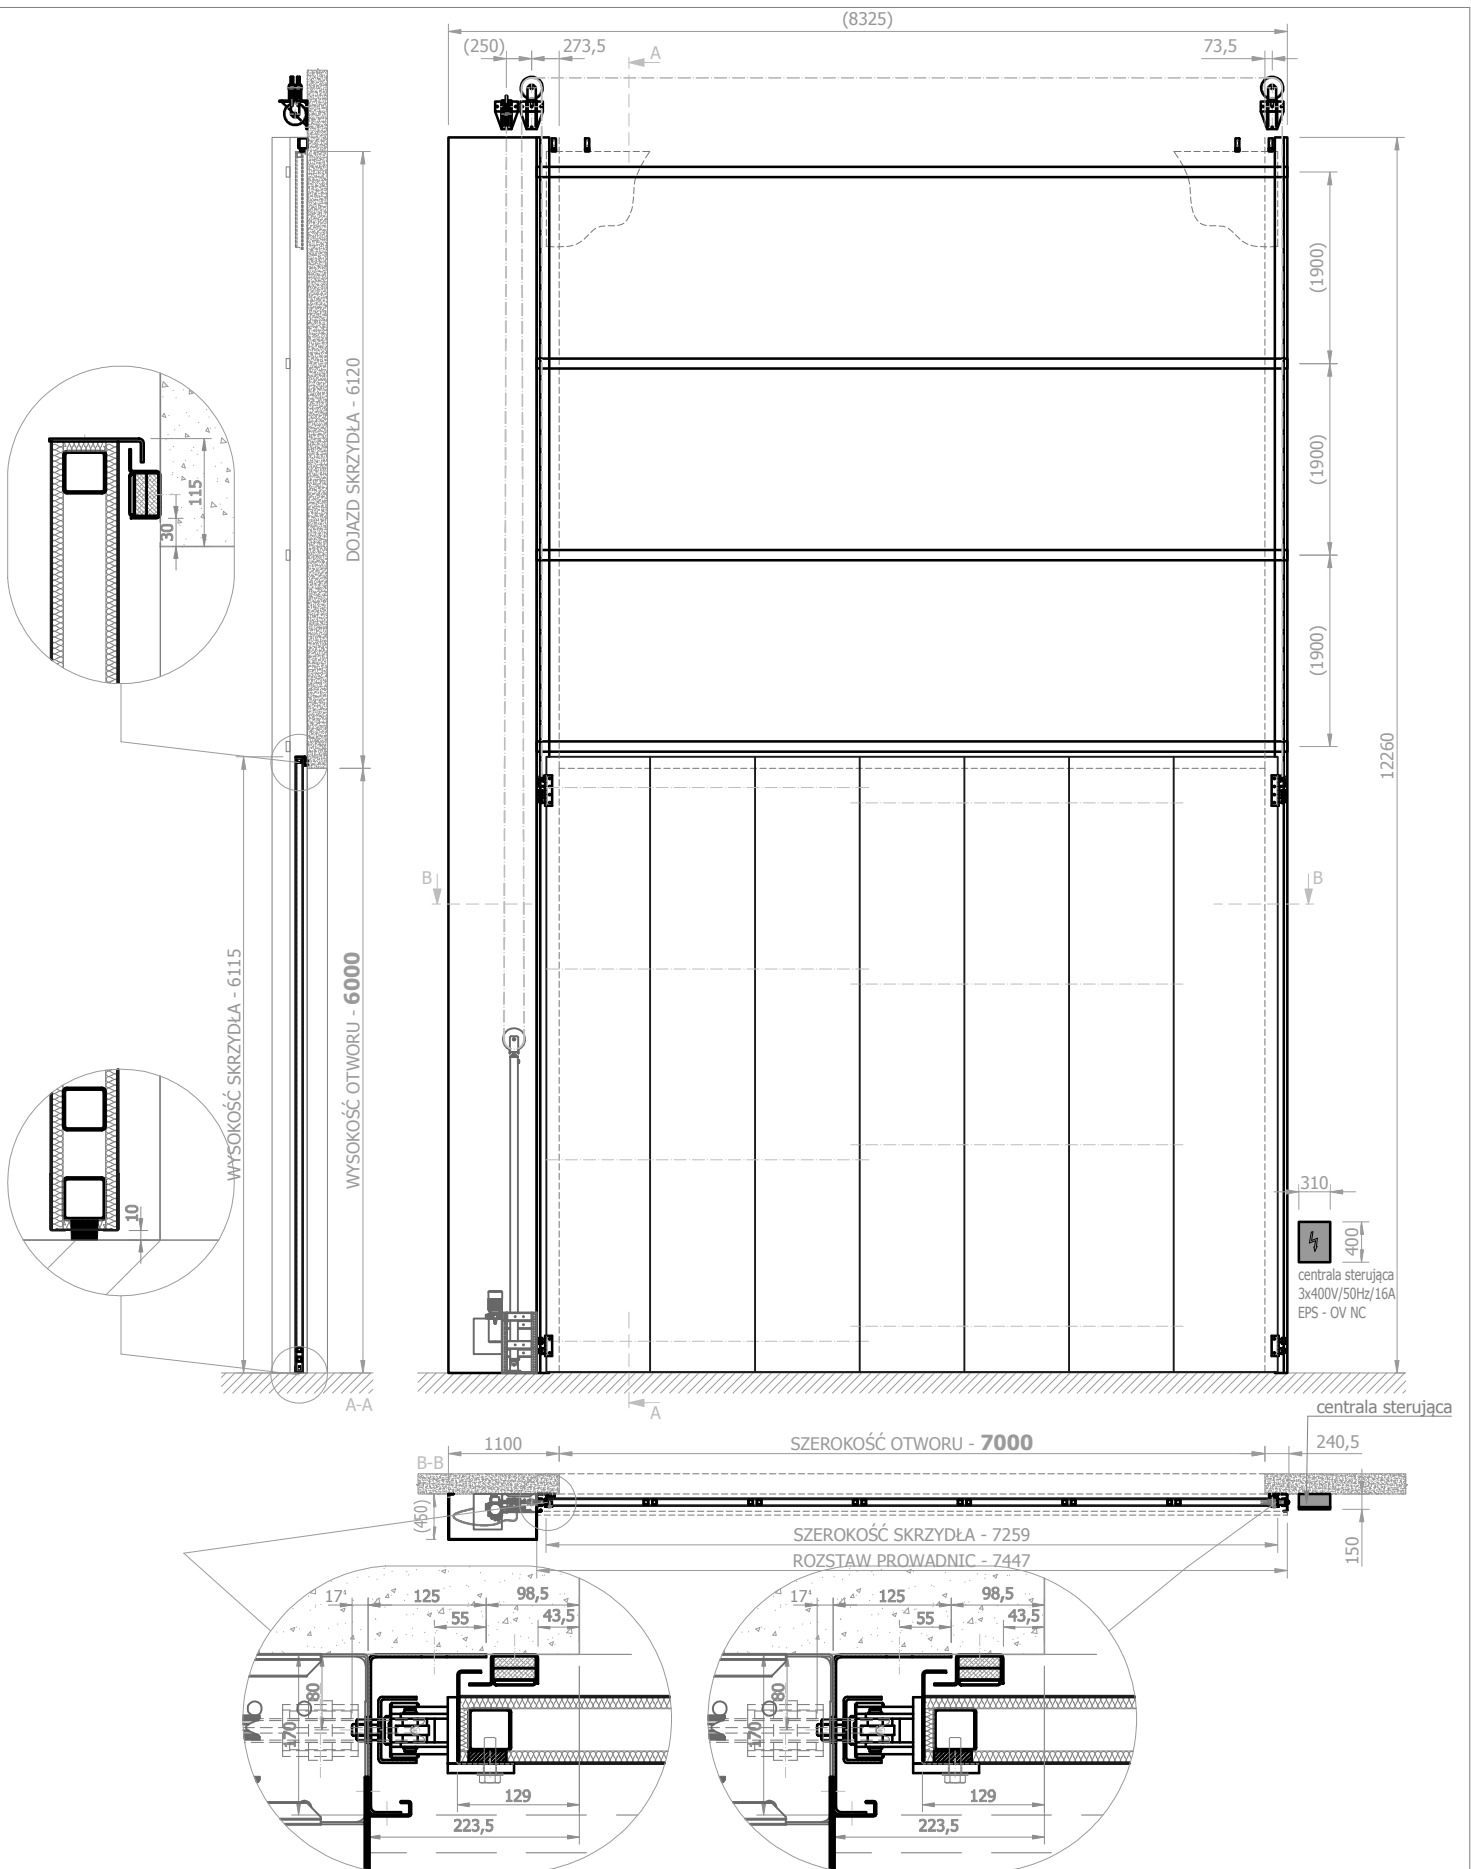 (8325)
(250)
273,5
A
73,5
(1900)
(1900)
(1900)
12260
DOJAZD SKRZYDŁA - 6120
115
30
WYSOKOŚĆ SKRZYDŁA - 6115
WYSOKOŚĆ OTWORU - 6000
10
B
B
310
400
centrala sterująca
3x400V/50Hz/16A
EPS - OV NC
A-A
A
centrala sterująca
B-B
1100
SZEROKOŚĆ OTWORU - 7000
240,5
(450)
150
SZEROKOŚĆ SKRZYDŁA - 7259
ROZSTAW PROWADNIC - 7447
17
125
98,5
55
43,5
80
170
129
223,5
17
125
98,5
55
43,5
80
170
129
223,5